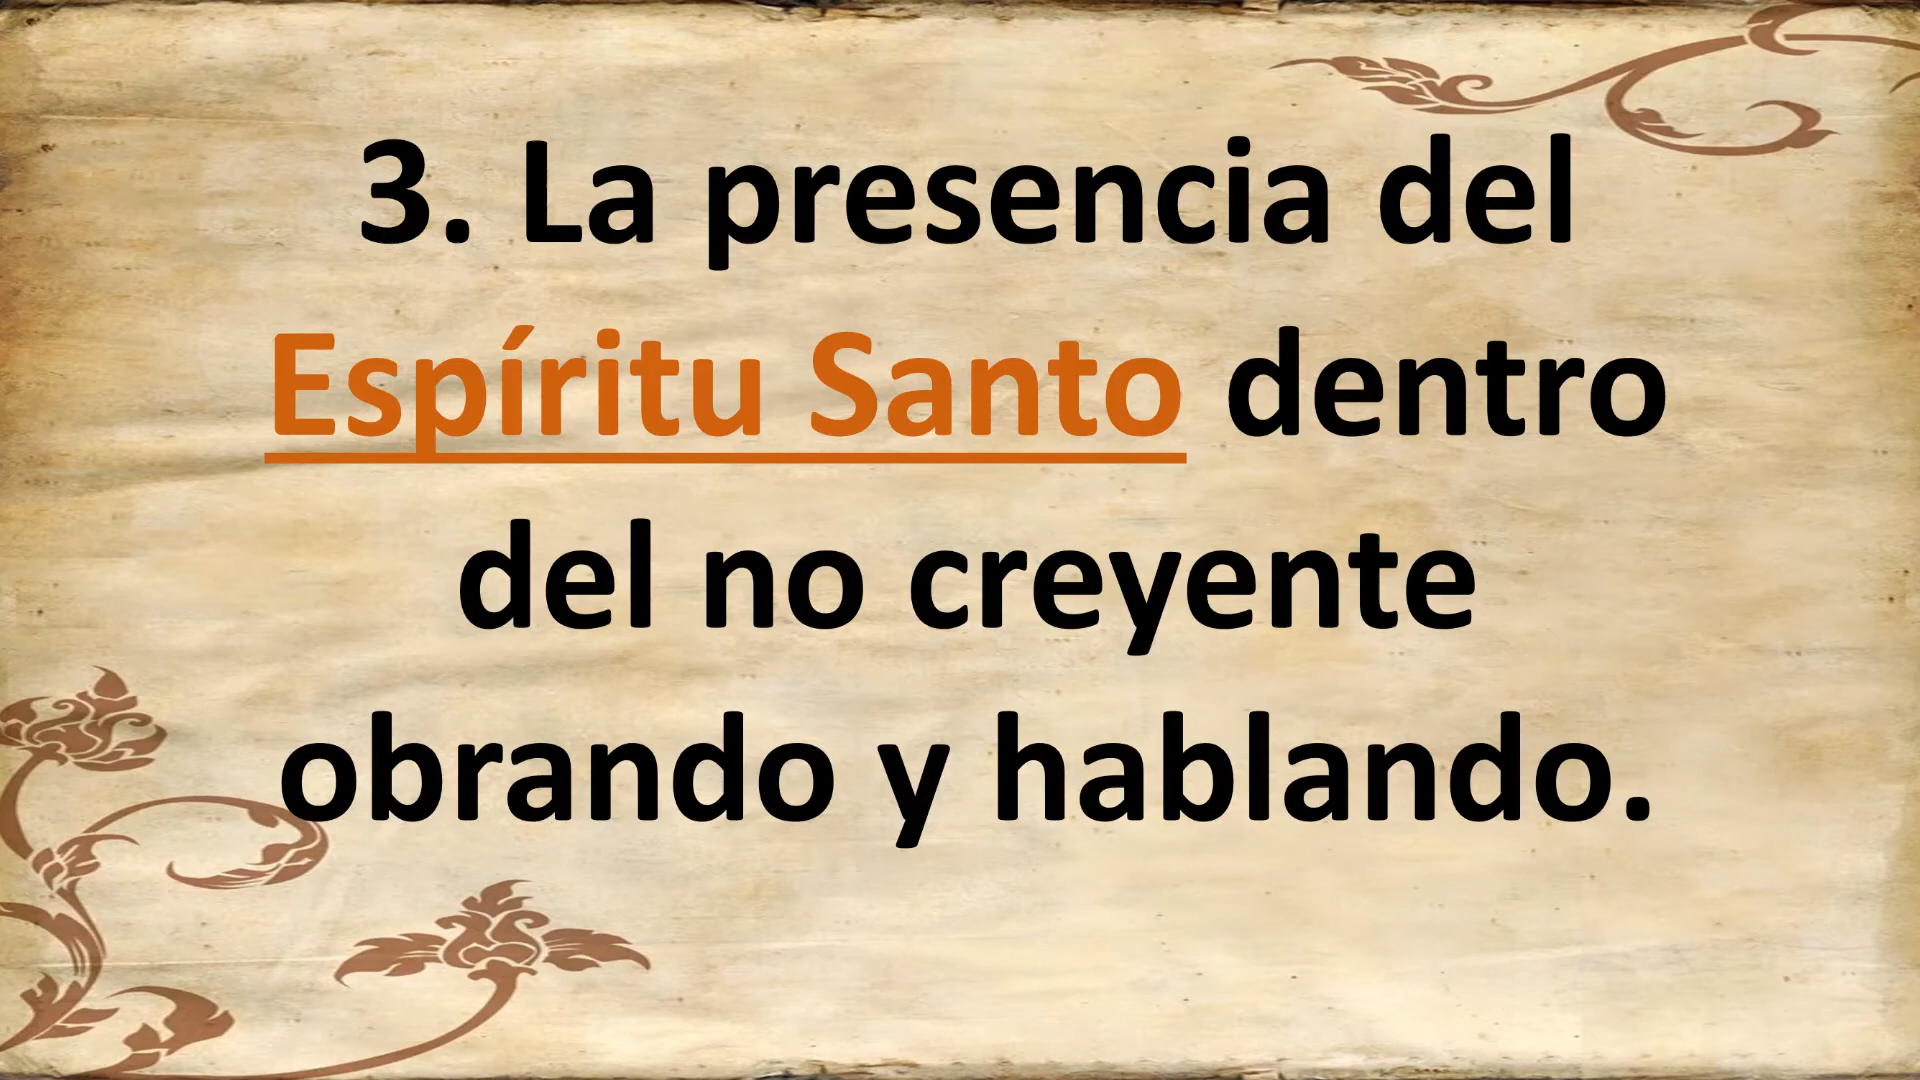 3. La presencia del
Espíritu Santo dentro
del no creyente
obrando y hablando.